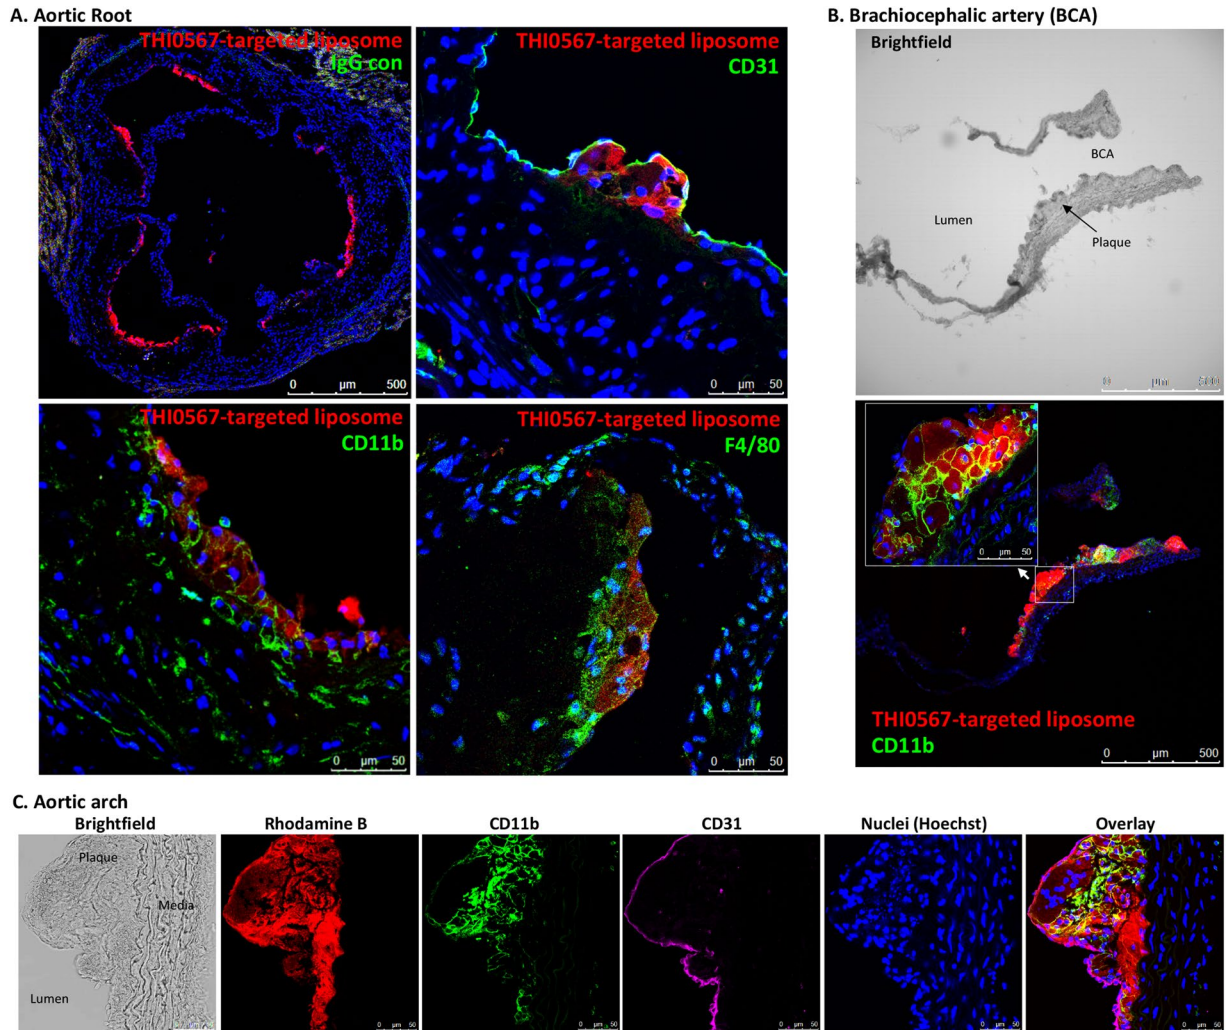 A. Aortic Root
THI0567-targeted liposome
IgG con
0 µm 500
THI0567-targeted liposome
CD31
0 µm 50
THI0567-targeted liposome
CD11b
0 µm 50
THI0567-targeted liposome
F4/80
0 µm 50
B. Brachiocephalic artery (BCA)
Brightfield
BCA
Lumen
Plaque
0 µm 500
0 µm 50
THI0567-targeted liposome
CD11b
0 µm 500
C. Aortic arch
Brightfield
Plaque
Media
Lumen
Rhodamine B
0 µm 50
CD11b
0 µm 50
CD31
0 µm 50
Nuclei (Hoechst)
0 µm 50
Overlay
0 µm 50